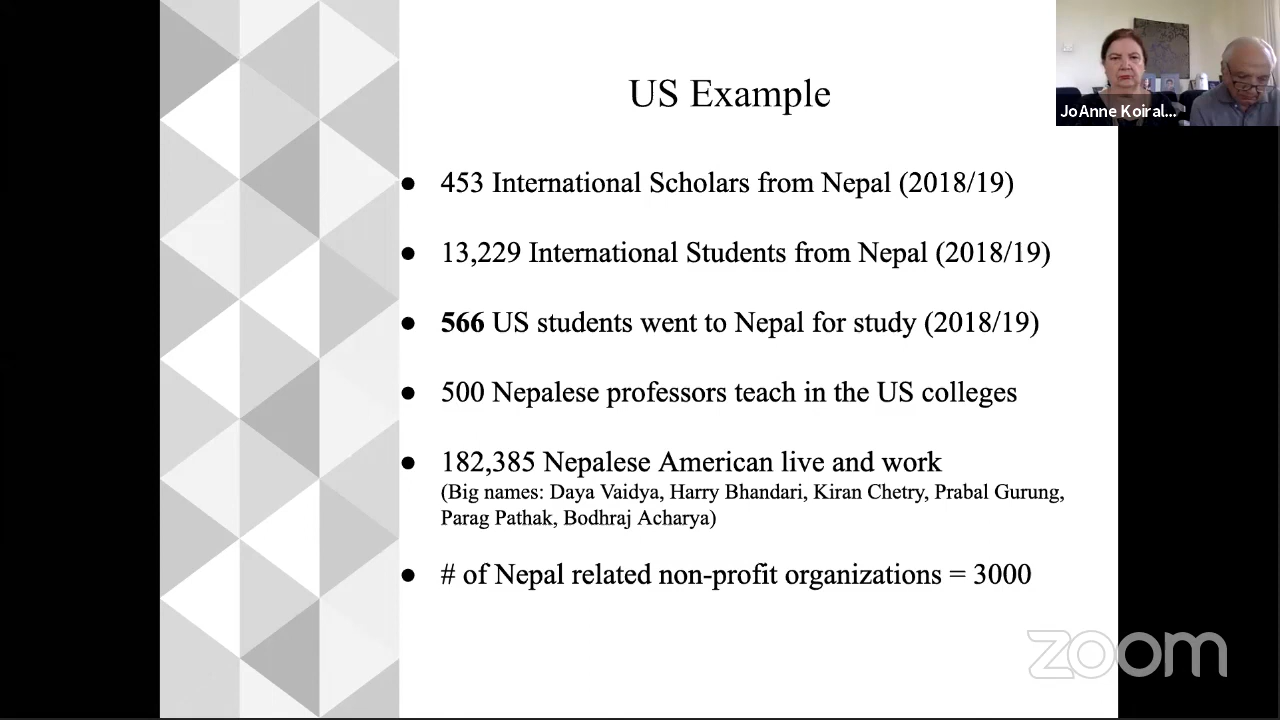 US Example
JoAnne Koiral...
● 453 International Scholars from Nepal (2018/19)
● 13,229 International Students from Nepal (2018/19)
● 566 US students went to Nepal for study (2018/19)
● 500 Nepalese professors teach in the US colleges
● 182,385 Nepalese American live and work
(Big names: Daya Vaidya, Harry Bhandari, Kiran Chetry, Prabal Gurung,
Parag Pathak, Bodhraj Acharya)
● # of Nepal related non-profit organizations = 3000
zoom